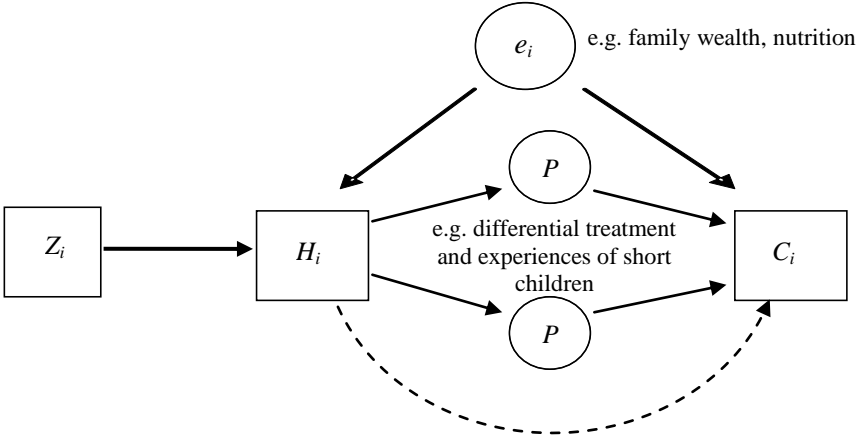 e_i
e.g. family wealth, nutrition
P
Z_i
H_i
e.g. differential treatment
and experiences of short
children
C_i
P